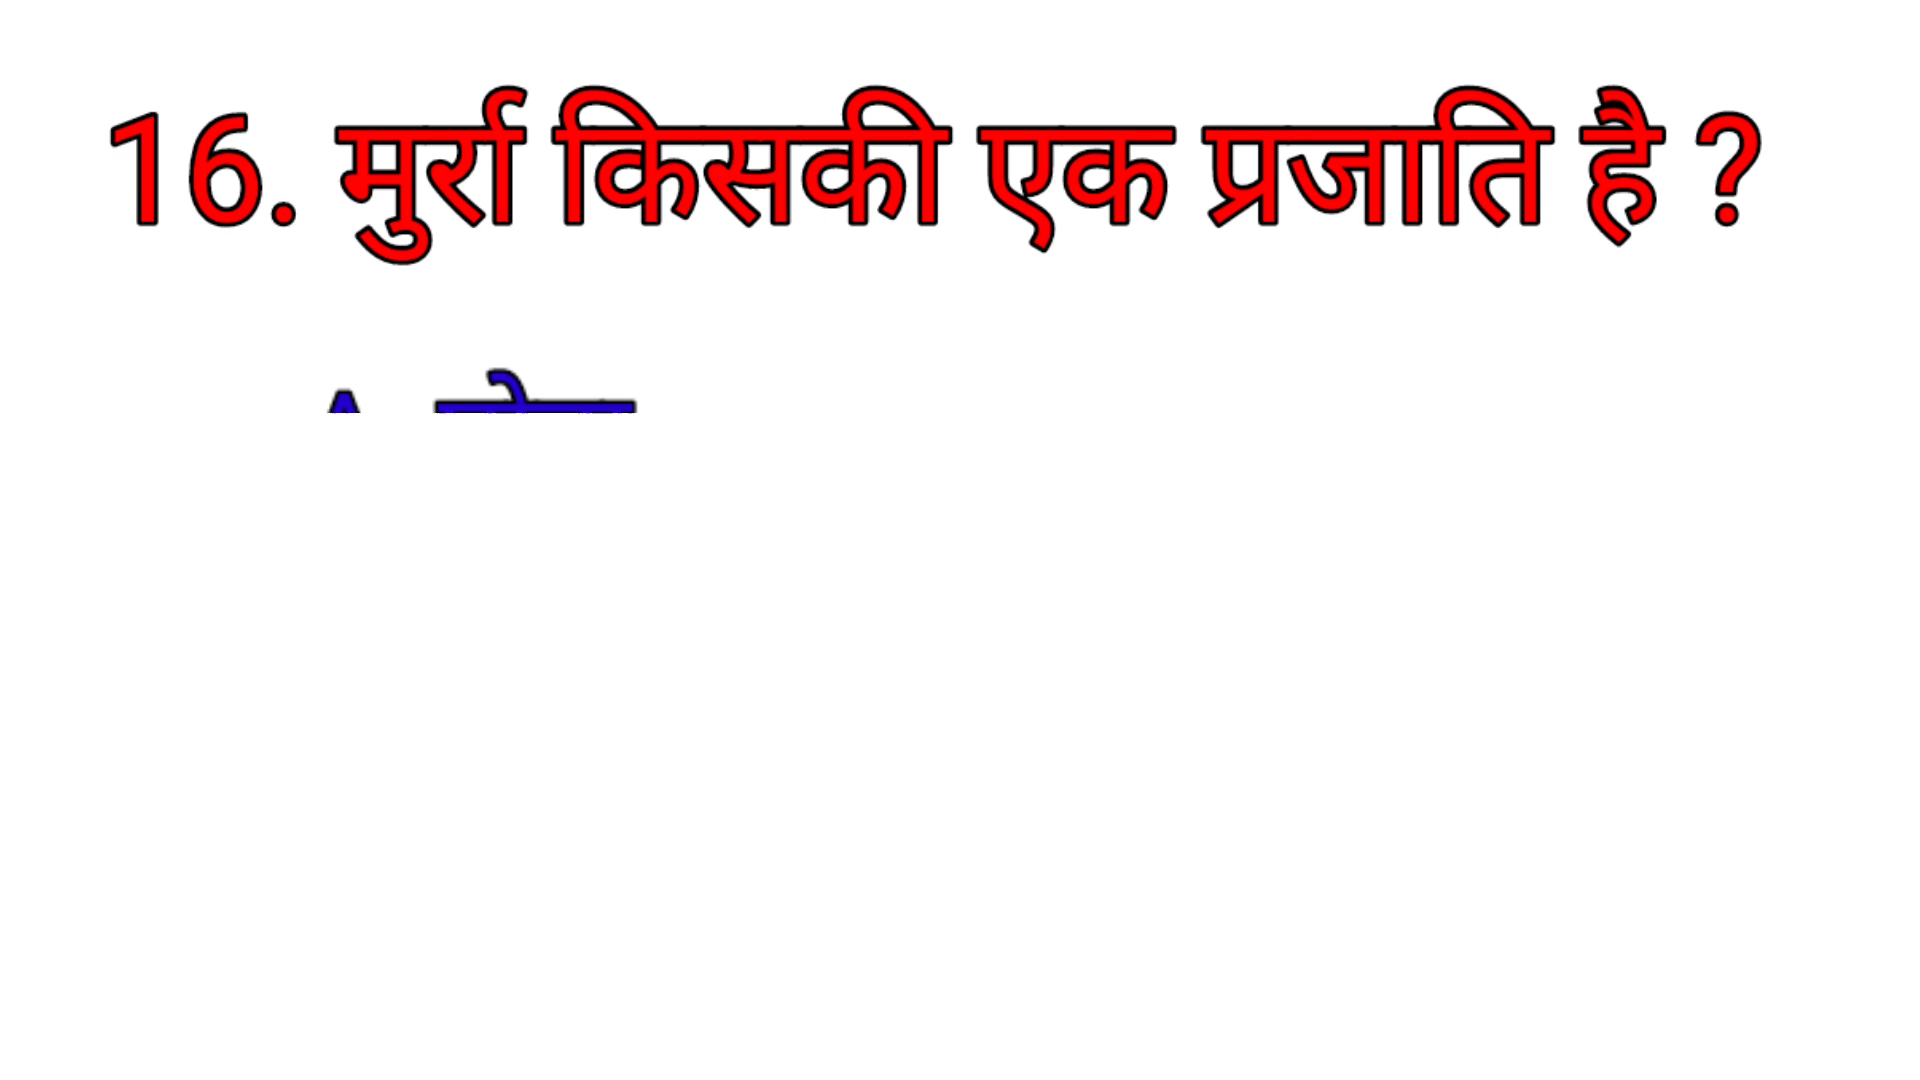 16. मुर्रा किसकी एक प्रजाति है ?